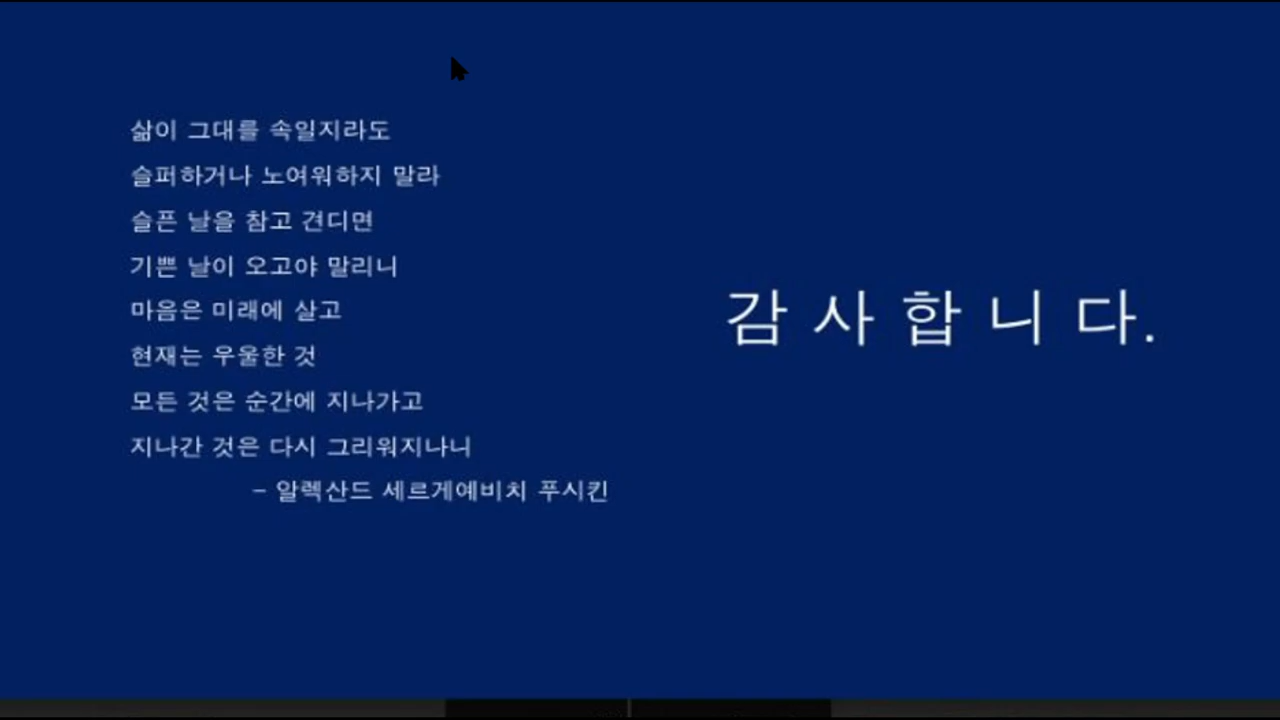 삶이 그대를 속일지라도
슬퍼하거나 노여워하지 말라
슬픈 날을 참고 견디면
기쁜 날이 오고야 말리니
마음은 미래에 살고
현재는 우울한 것
모든 것은 순간에 지나가고
지나간 것은 다시 그리워지나니
– 알렉산드 세르게예비치 푸시킨
감 사 합 니 다.